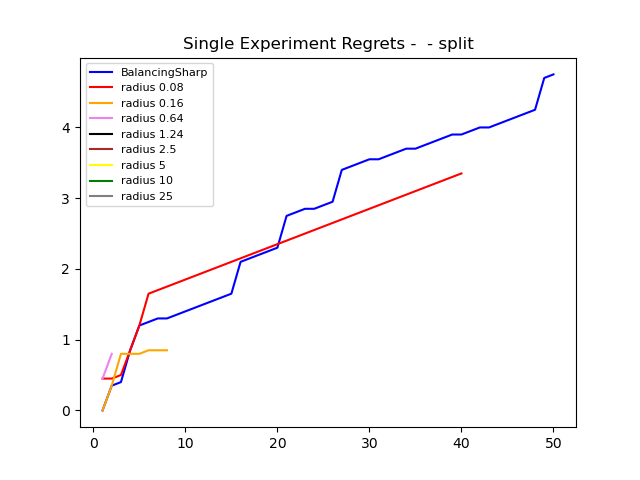 Single Experiment Regrets -  - split
BalancingSharp
radius 0.08
radius 0.16
radius 0.64
radius 1.24
radius 2.5
radius 5
radius 10
radius 25
4
3
2
1
0
0 10 20 30 40 50